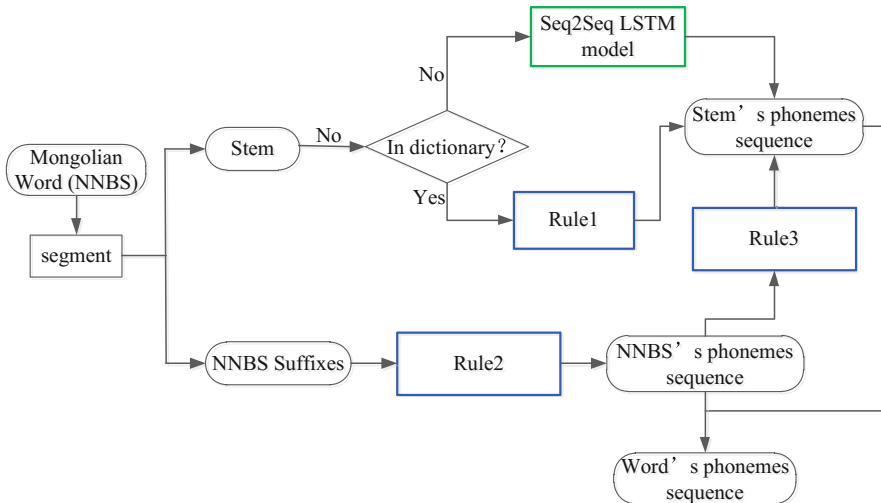 Seq2Seq LSTM
model
No
Stem
No
In dictionary?
Stem's phonemes
sequence
Mongolian
Word (NNBS)
Yes
Rule1
Rule3
segment
NNBS Suffixes
Rule2
NNBS's phonemes
sequence
Word's phonemes
sequence